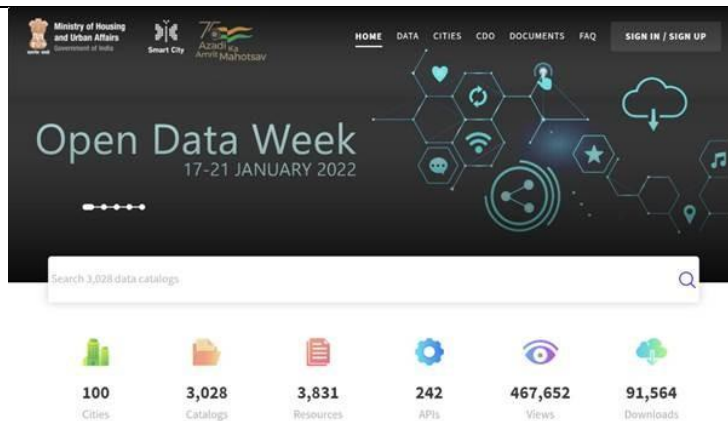 Ministry of Housing
and Urban Affairs
Government of India
Smart City
75
Azadi Ka
Amrit Mahotsav
HOME DATA CITIES CDO DOCUMENTS FAQ SIGN IN / SIGN UP
Open Data Week
17-21 JANUARY 2022
Search 3,028 data catalogs
100 3,028 3,831 242 467,652 91,564
Cities Catalogs Resources APIs Views Downloads